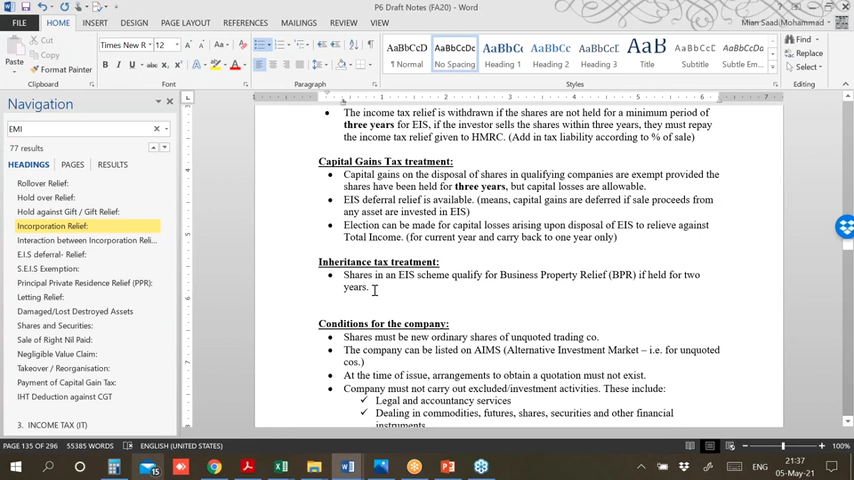 P6 Draft Notes (FA20) - Word
Mian Saad Mohammad
FILE HOME INSERT DESIGN PAGE LAYOUT REFERENCES MAILINGS REVIEW VIEW
Cut
Copy
Format Painter
Paste
Clipboard
Times New R 12
Font
Paragraph
AaBbCcD AaBbCcDc AaBbC AaBbCc AaBbC AaB AaBbCcD AaBbCcD
¶ Normal No Spacing Heading 1 Heading 2 Heading 3 Title Subtitle Subtle Em...
Styles
Find
Replace
Select
Editing
Navigation
EMI
77 results
HEADINGS PAGES RESULTS
Rollover Relief:
Hold over Relief:
Hold against Gift / Gift Relief:
Incorporation Relief:
Interaction between Incorporation Reli...
E.I.S deferral- Relief:
S.E.I.S Exemption:
Principal Private Residence Relief (PPR):
Letting Relief:
Damaged/Lost Destroyed Assets
Shares and Securities:
Sale of Right Nil Paid:
Negligible Value Claim:
Takeover / Reorganisation:
Payment of Capital Gain Tax:
IHT Deduction against CGT
3. INCOME TAX (IT)
• The income tax relief is withdrawn if the shares are not held for a minimum period of
three years for EIS, if the investor sells the shares within three years, they must repay
the income tax relief given to HMRC. (Add in tax liability according to % of sale)
Capital Gains Tax treatment:
• Capital gains on the disposal of shares in qualifying companies are exempt provided the
shares have been held for three years, but capital losses are allowable.
• EIS deferral relief is available. (means, capital gains are deferred if sale proceeds from
any asset are invested in EIS)
• Election can be made for capital losses arising upon disposal of EIS to relieve against
Total Income. (for current year and carry back to one year only)
Inheritance tax treatment:
• Shares in an EIS scheme qualify for Business Property Relief (BPR) if held for two
years.
Conditions for the company:
• Shares must be new ordinary shares of unquoted trading co.
• The company can be listed on AIMS (Alternative Investment Market – i.e. for unquoted
cos.)
• At the time of issue, arrangements to obtain a quotation must not exist.
• Company must not carry out excluded/investment activities. These include:
✓ Legal and accountancy services
✓ Dealing in commodities, futures, shares, securities and other financial
instruments
PAGE 135 OF 296 55385 WORDS ENGLISH (UNITED STATES)
100%
15
ENG
21:37
05-May-21